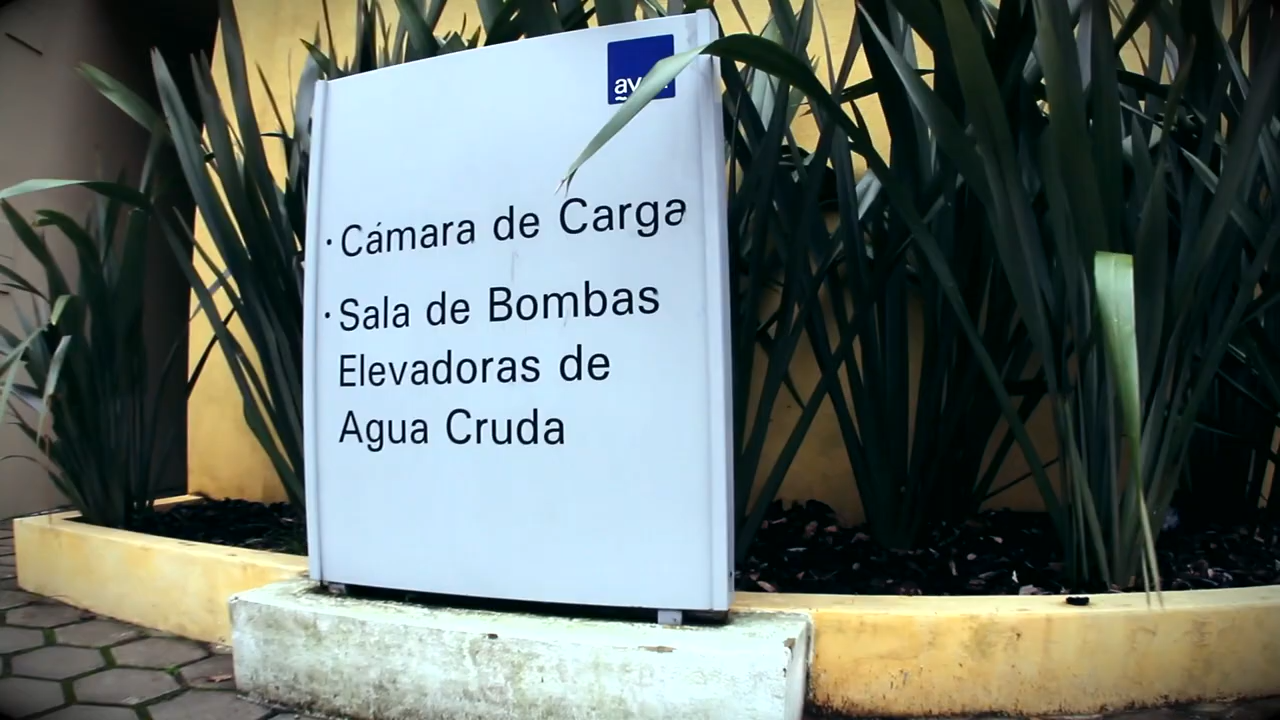 · Cámara de Carga
· Sala de Bombas
Elevadoras de
Agua Cruda